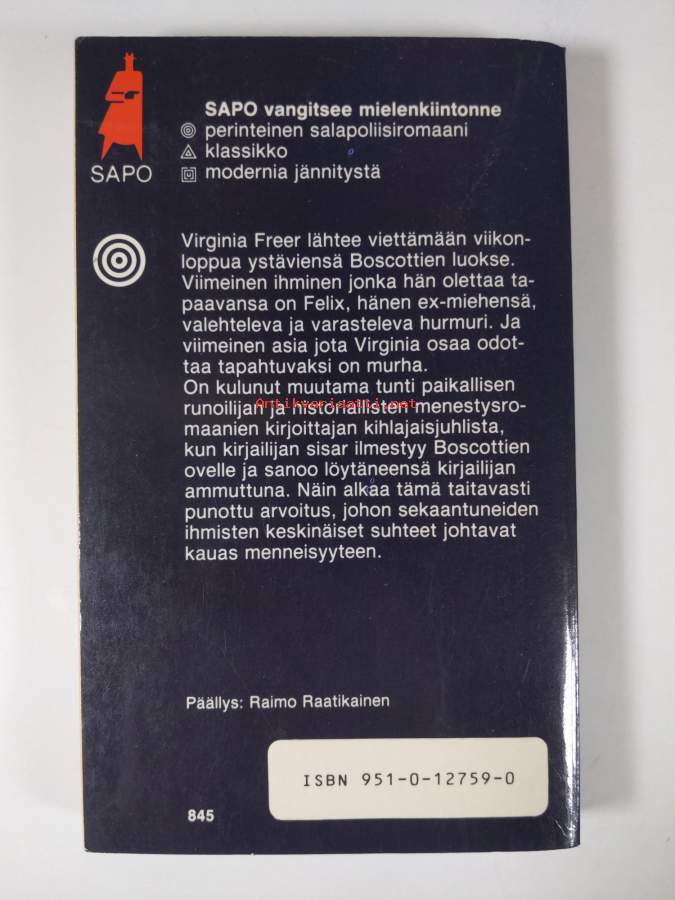 SAPO vangitsee mielenkiintonne
perinteinen salapoliisiromaani
klassikko
modernia jännitystä
SAPO
Virginia Freer lähtee viettämään viikon-
loppua ystäviensä Boscottien luokse.
Viimeinen ihminen jonka hän olettaa ta-
paavansa on Felix, hänen ex-miehensä,
valehteleva ja varasteleva hurmuri. Ja
viimeinen asia jota Virginia osaa odot-
taa tapahtuvaksi on murha.
On kulunut muutama tunti paikallisen
runoilijan ja historiallisten menestysro-
maanien kirjoittajan kihlajaisjuhlista,
kun kirjailijan sisar ilmestyy Boscottien
ovelle ja sanoo löytäneensä kirjailijan
ammuttuna. Näin alkaa tämä taitavasti
punottu arvoitus, johon sekaantuneiden
ihmisten keskinäiset suhteet johtavat
kauas menneisyyteen.
Antikvariaatti.net
Päällys: Raimo Raatikainen
ISBN 951-0-12759-0
845